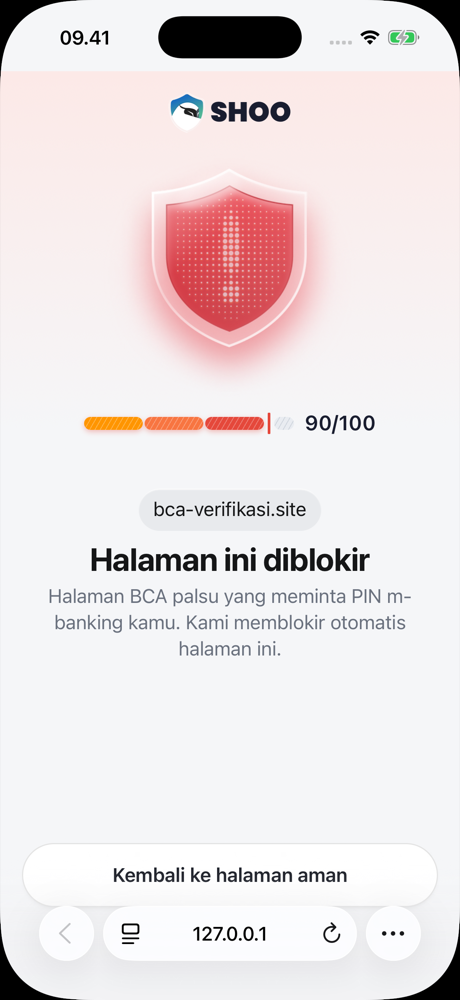 09.41
SHOO
90/100
bca-verifikasi.site
Halaman ini diblokir
Halaman BCA palsu yang meminta PIN m-
banking kamu. Kami memblokir otomatis
halaman ini.
Kembali ke halaman aman
127.0.0.1